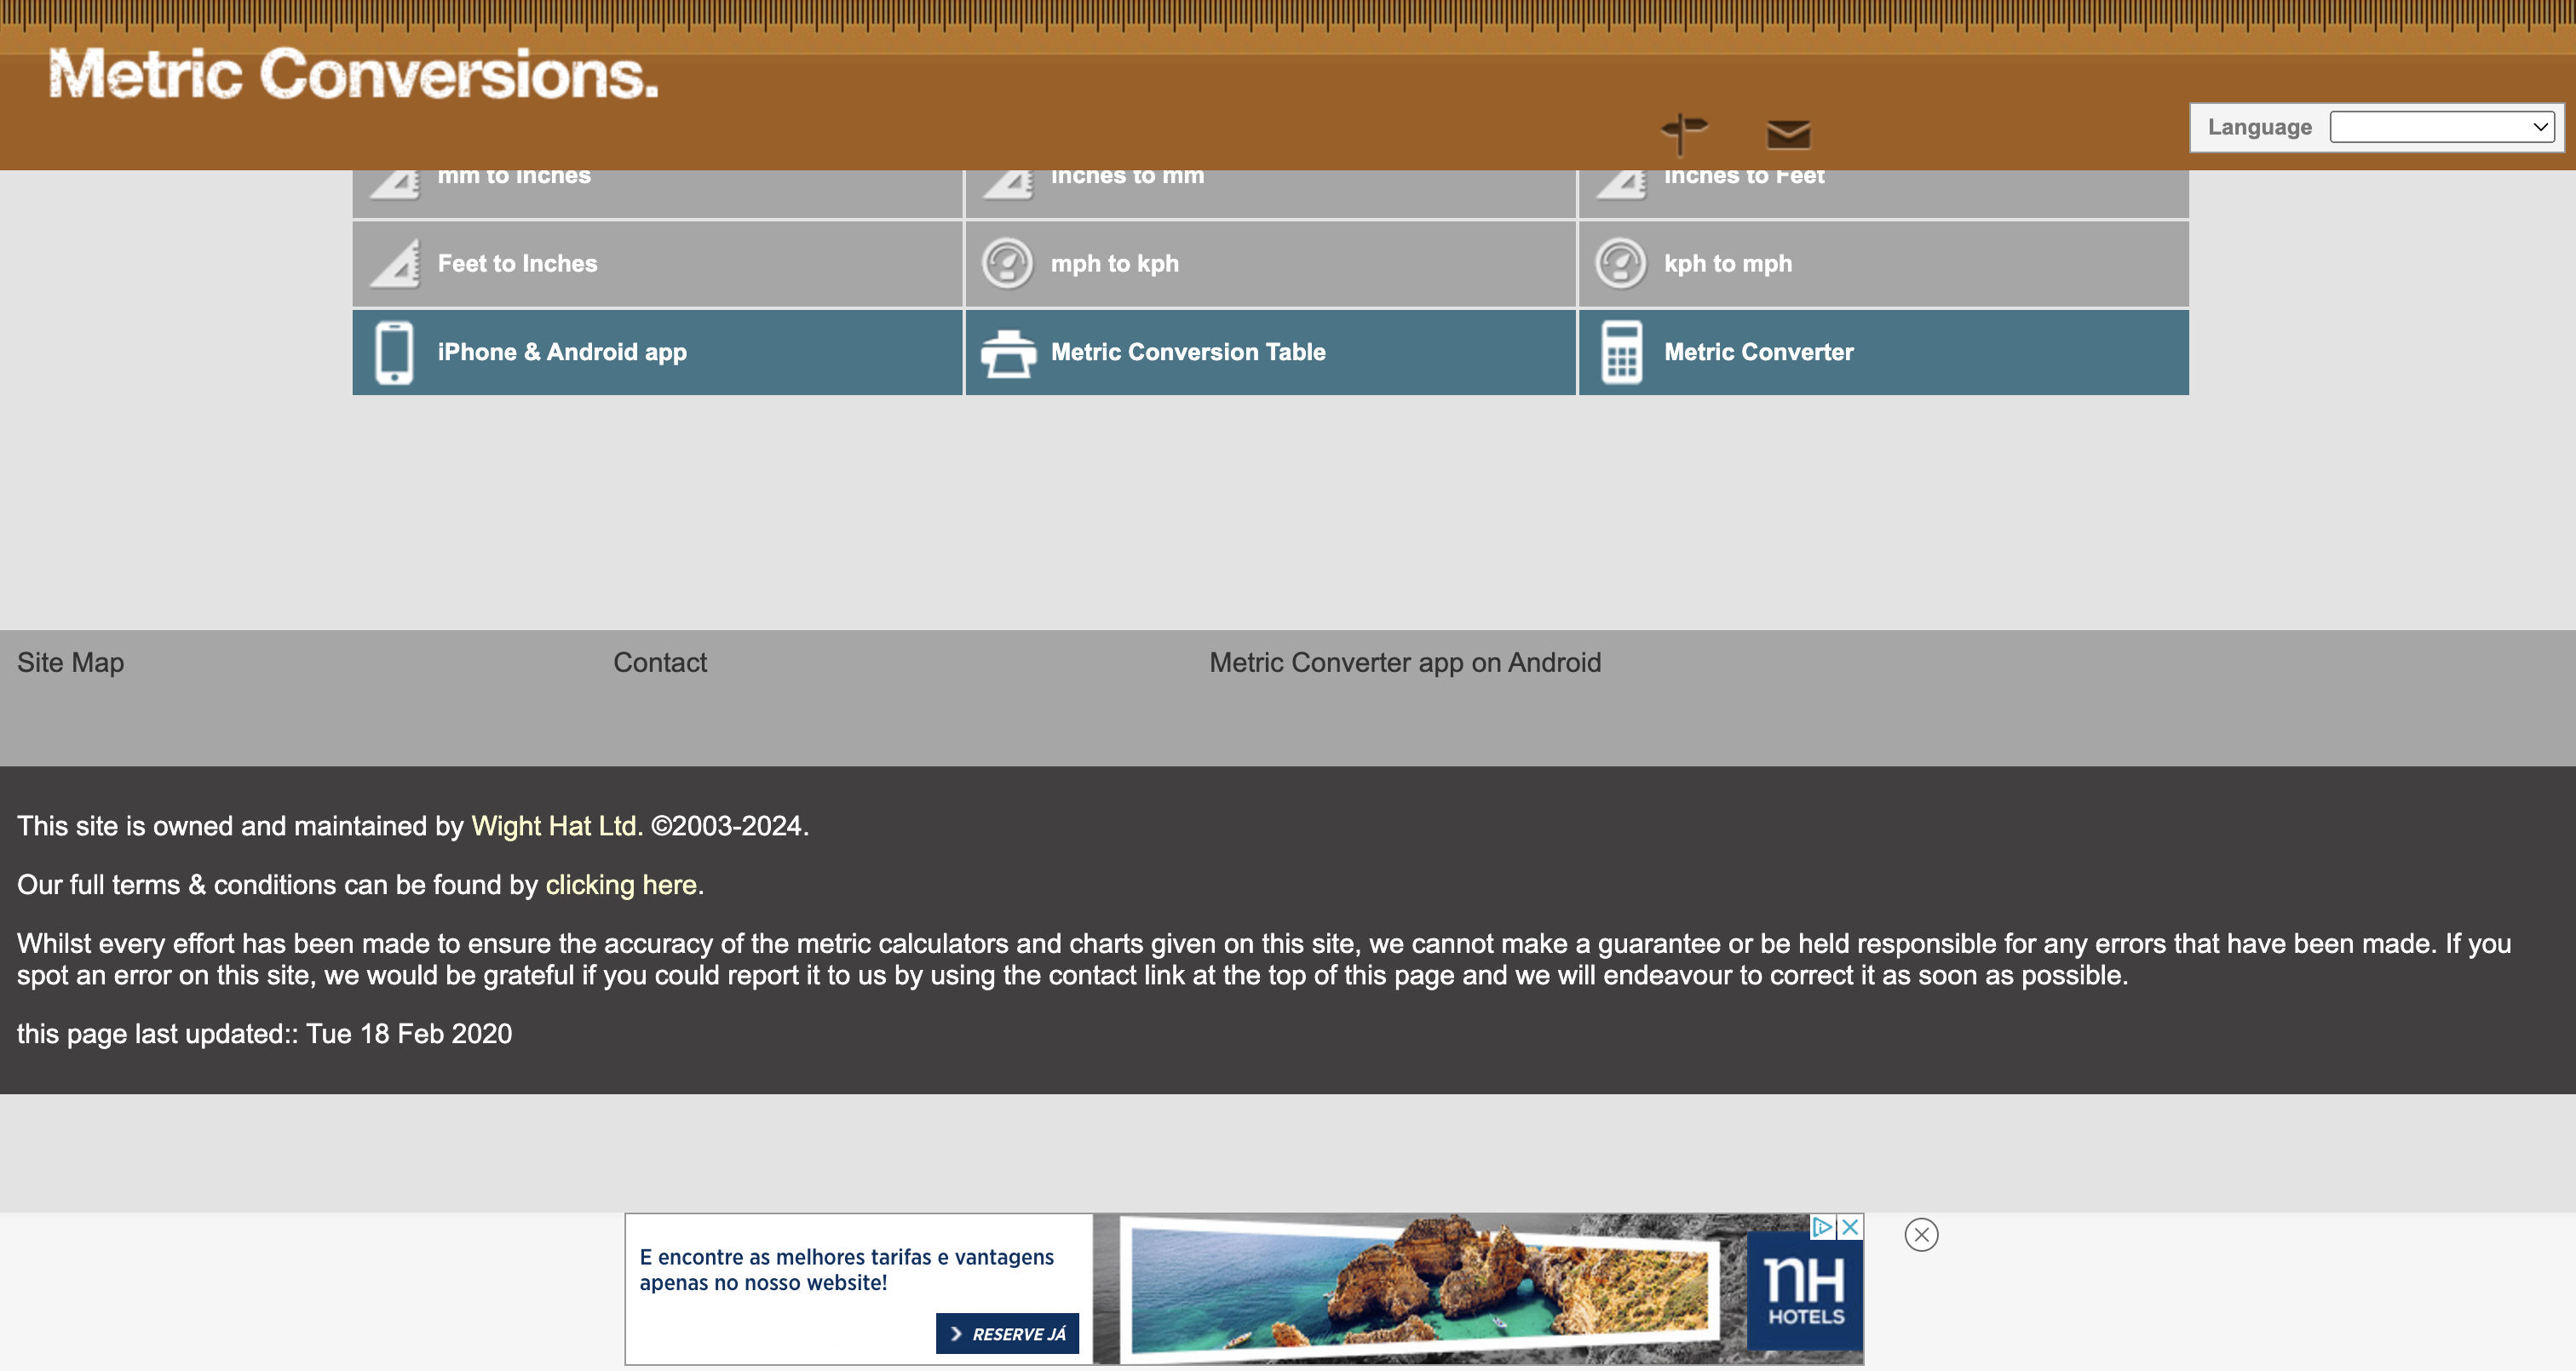 Metric Conversions.
Language
mm to Inches
Inches to mm
Inches to Feet
Feet to Inches
mph to kph
kph to mph
iPhone & Android app
Metric Conversion Table
Metric Converter
Site Map
Contact
Metric Converter app on Android
This site is owned and maintained by Wight Hat Ltd. ©2003-2024.
Our full terms & conditions can be found by clicking here.
Whilst every effort has been made to ensure the accuracy of the metric calculators and charts given on this site, we cannot make a guarantee or be held responsible for any errors that have been made. If you
spot an error on this site, we would be grateful if you could report it to us by using the contact link at the top of this page and we will endeavour to correct it as soon as possible.
this page last updated:: Tue 18 Feb 2020
E encontre as melhores tarifas e vantagens
apenas no nosso website!
RESERVE JÁ
nH
HOTELS